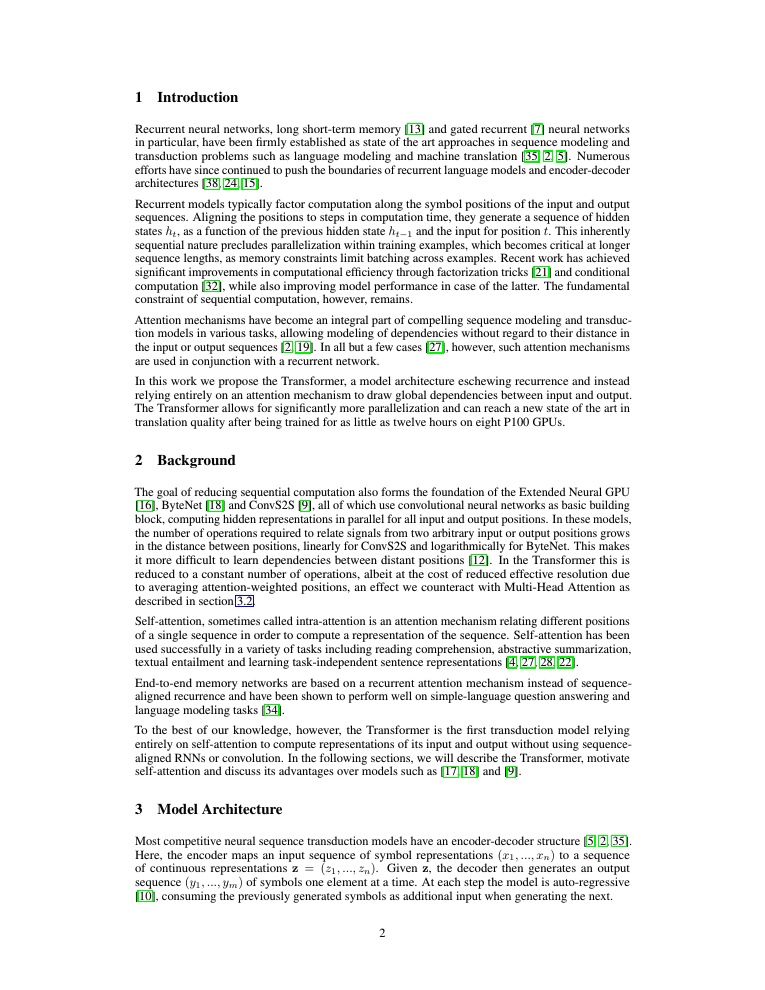 1 Introduction
Recurrent neural networks, long short-term memory [13] and gated recurrent [7] neural networks
in particular, have been firmly established as state of the art approaches in sequence modeling and
transduction problems such as language modeling and machine translation [35, 2, 5]. Numerous
efforts have since continued to push the boundaries of recurrent language models and encoder-decoder
architectures [38, 24, 15].
Recurrent models typically factor computation along the symbol positions of the input and output
sequences. Aligning the positions to steps in computation time, they generate a sequence of hidden
states hₜ, as a function of the previous hidden state hₜ₋₁ and the input for position t. This inherently
sequential nature precludes parallelization within training examples, which becomes critical at longer
sequence lengths, as memory constraints limit batching across examples. Recent work has achieved
significant improvements in computational efficiency through factorization tricks [21] and conditional
computation [32], while also improving model performance in case of the latter. The fundamental
constraint of sequential computation, however, remains.
Attention mechanisms have become an integral part of compelling sequence modeling and transduc-
tion models in various tasks, allowing modeling of dependencies without regard to their distance in
the input or output sequences [2, 19]. In all but a few cases [27], however, such attention mechanisms
are used in conjunction with a recurrent network.
In this work we propose the Transformer, a model architecture eschewing recurrence and instead
relying entirely on an attention mechanism to draw global dependencies between input and output.
The Transformer allows for significantly more parallelization and can reach a new state of the art in
translation quality after being trained for as little as twelve hours on eight P100 GPUs.
2 Background
The goal of reducing sequential computation also forms the foundation of the Extended Neural GPU
[16], ByteNet [18] and ConvS2S [9], all of which use convolutional neural networks as basic building
block, computing hidden representations in parallel for all input and output positions. In these models,
the number of operations required to relate signals from two arbitrary input or output positions grows
in the distance between positions, linearly for ConvS2S and logarithmically for ByteNet. This makes
it more difficult to learn dependencies between distant positions [12]. In the Transformer this is
reduced to a constant number of operations, albeit at the cost of reduced effective resolution due
to averaging attention-weighted positions, an effect we counteract with Multi-Head Attention as
described in section 3.2.
Self-attention, sometimes called intra-attention is an attention mechanism relating different positions
of a single sequence in order to compute a representation of the sequence. Self-attention has been
used successfully in a variety of tasks including reading comprehension, abstractive summarization,
textual entailment and learning task-independent sentence representations [4, 27, 28, 22].
End-to-end memory networks are based on a recurrent attention mechanism instead of sequence-
aligned recurrence and have been shown to perform well on simple-language question answering and
language modeling tasks [34].
To the best of our knowledge, however, the Transformer is the first transduction model relying
entirely on self-attention to compute representations of its input and output without using sequence-
aligned RNNs or convolution. In the following sections, we will describe the Transformer, motivate
self-attention and discuss its advantages over models such as [17, 18] and [9].
3 Model Architecture
Most competitive neural sequence transduction models have an encoder-decoder structure [5, 2, 35].
Here, the encoder maps an input sequence of symbol representations (x₁, ..., xₙ) to a sequence
of continuous representations z = (z₁, ..., zₙ). Given z, the decoder then generates an output
sequence (y₁, ..., yₘ) of symbols one element at a time. At each step the model is auto-regressive
[10], consuming the previously generated symbols as additional input when generating the next.
2